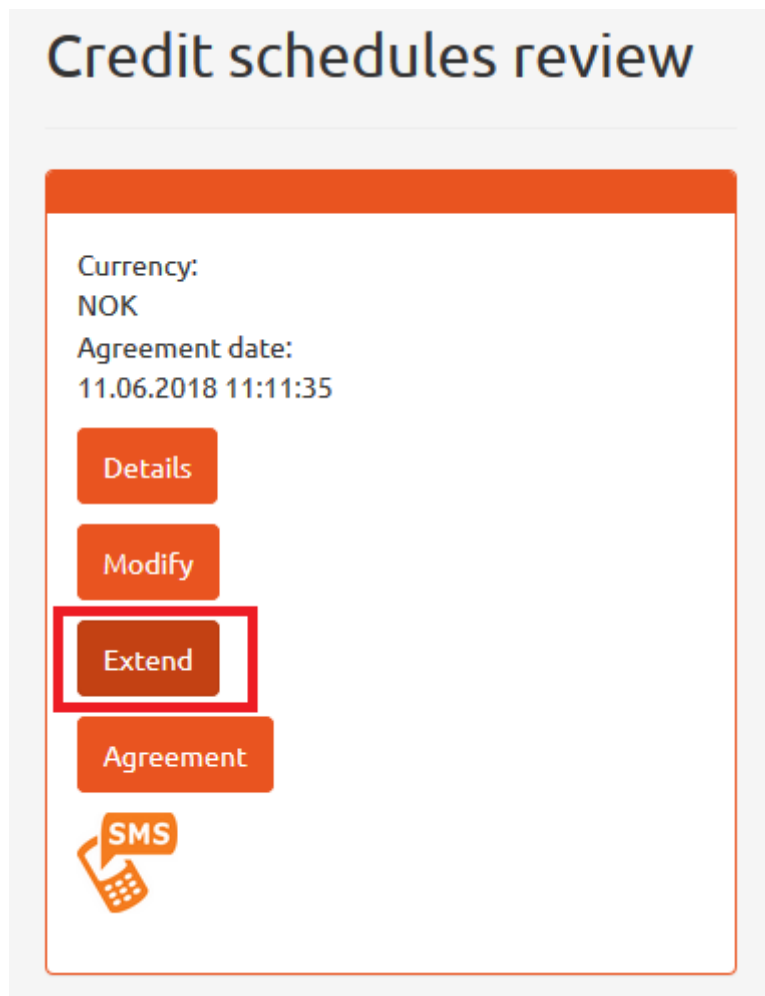 Credit schedules review
Currency:
NOK
Agreement date:
11.06.2018 11:11:35
Details
Modify
Extend
Agreement
SMS